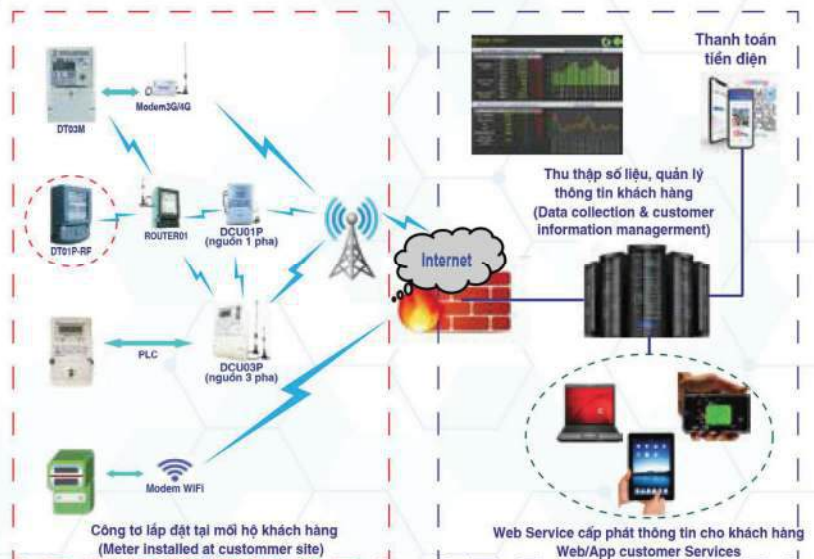 DT03M
Modem3G/4G
DT01P-RF
ROUTER01
DCU01P
(nguồn 1 pha)
PLC
DCU03P
(nguồn 3 pha)
Modem WIFI
Công tơ lắp đặt tại mỗi hộ khách hàng
(Meter installed at custommer site)
Internet
Thanh toán
tiền điện
Thu thập số liệu, quản lý
thông tin khách hàng
(Data collection & customer
information managerment)
Web Service cấp phát thông tin cho khách hàng
Web/App customer Services